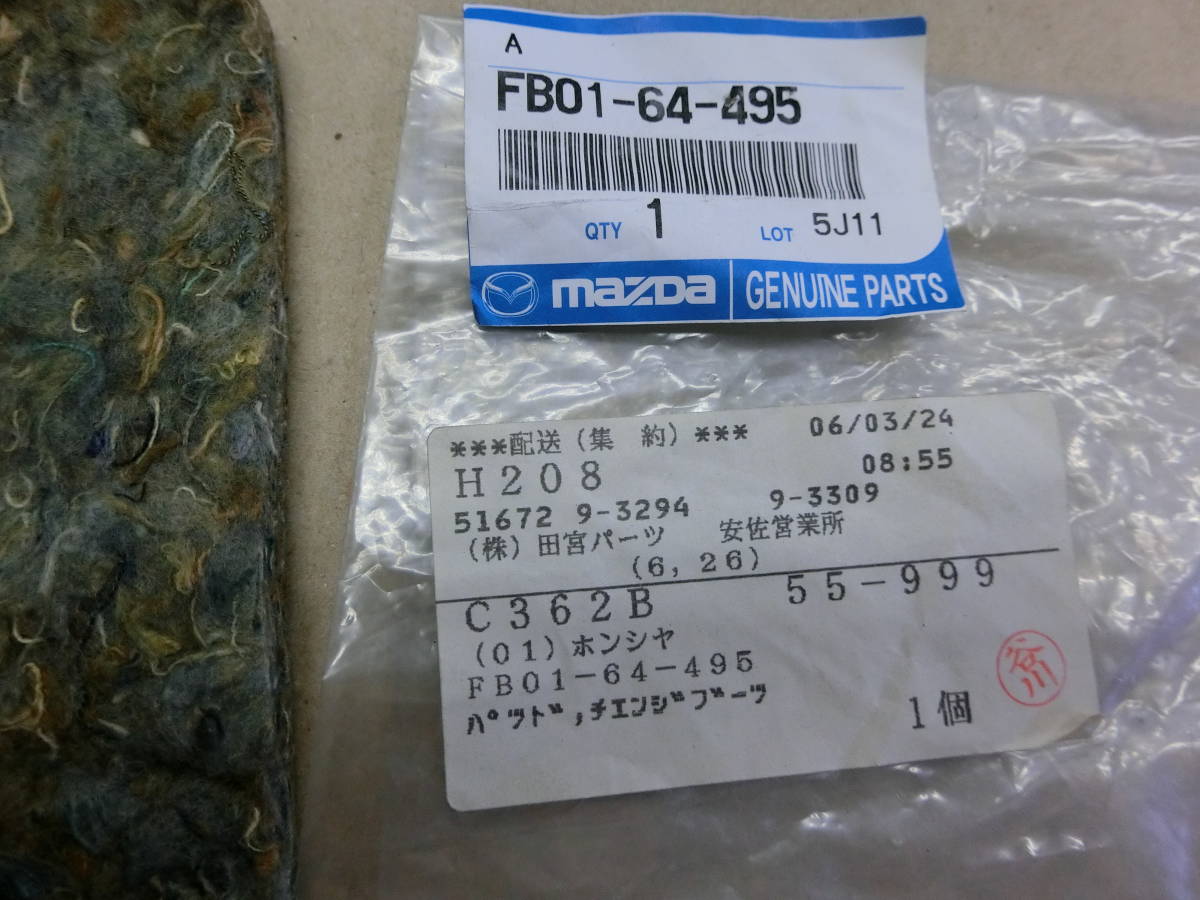 A
FB01-64-495
QTY 1 LOT 5J11
mazda GENUINE PARTS
***配送(集 約)*** 06/03/24
H208 08:55
51672 9-3294 9-3309
(株)田宮パーツ 安佐営業所
(6,26)
C362B 55-999
(01)ホンシヤ
FB01-64-495
パツド,チエンジブーツ
1個
谷川